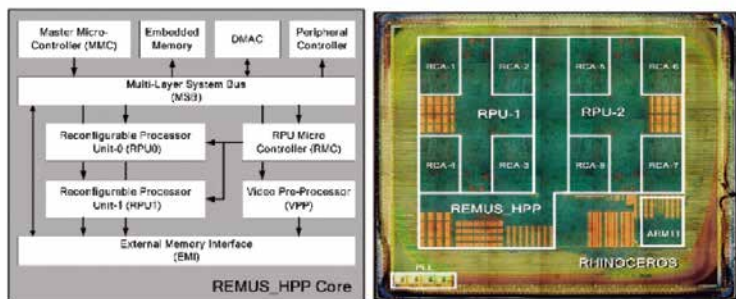 Master Micro-
Controller (MMC)
Embedded
Memory
DMAC
Peripheral
Controller
Multi-Layer System Bus
(MSB)
Reconfigurable Processor
Unit-0 (RPU0)
RPU Micro
Controller (RMC)
Reconfigurable Processor
Unit-1 (RPU1)
Video Pre-Processor
(VPP)
External Memory Interface
(EMI)
REMUS_HPP Core
RCA-1
RCA-2
RCA-5
RCA-6
RPU-1
RPU-2
RCA-4
RCA-3
RCA-8
RCA-7
REMUS_HPP
ARM11
RHINOCEROS
PLL